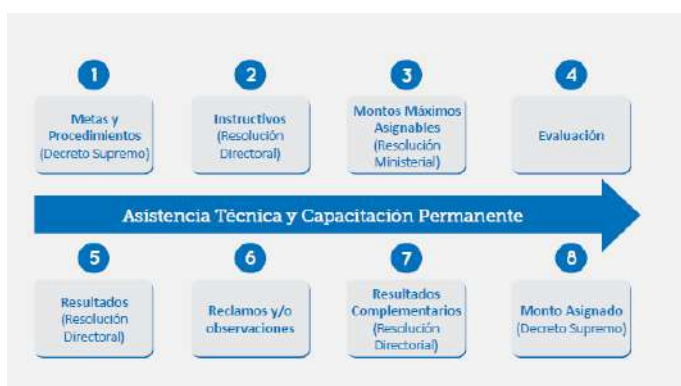 1
Metas y
Procedimientos
(Decreto Supremo)
2
Instructivos
(Resolución
Directoral)
3
Montos Máximos
Asignables
(Resolución
Ministerial)
4
Evaluación
Asistencia Técnica y Capacitación Permanente
5
Resultados
(Resolución
Directoral)
6
Reclamos y/o
observaciones
7
Resultados
Complementarios
(Resolución
Directorial)
8
Monto Asignado
(Decreto Supremo)